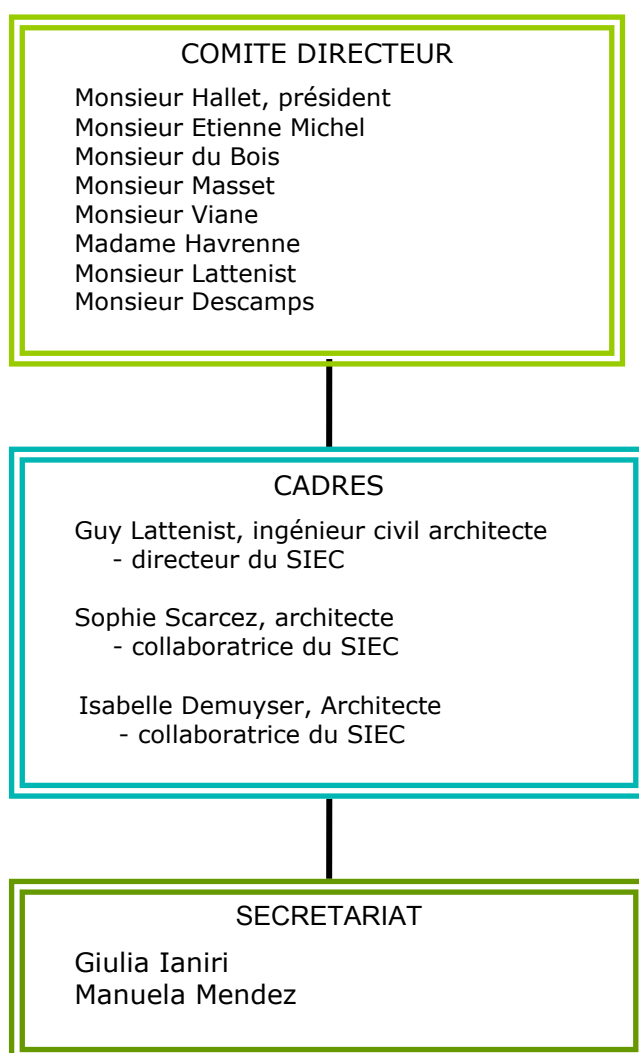 COMITE DIRECTEUR
Monsieur Hallet, président
Monsieur Etienne Michel
Monsieur du Bois
Monsieur Masset
Monsieur Viane
Madame Havrenne
Monsieur Lattenist
Monsieur Descamps
CADRES
Guy Lattenist, ingénieur civil architecte
- directeur du SIEC
Sophie Scarcez, architecte
- collaboratrice du SIEC
Isabelle Demuyser, Architecte
- collaboratrice du SIEC
SECRETARIAT
Giulia Ianiri
Manuela Mendez